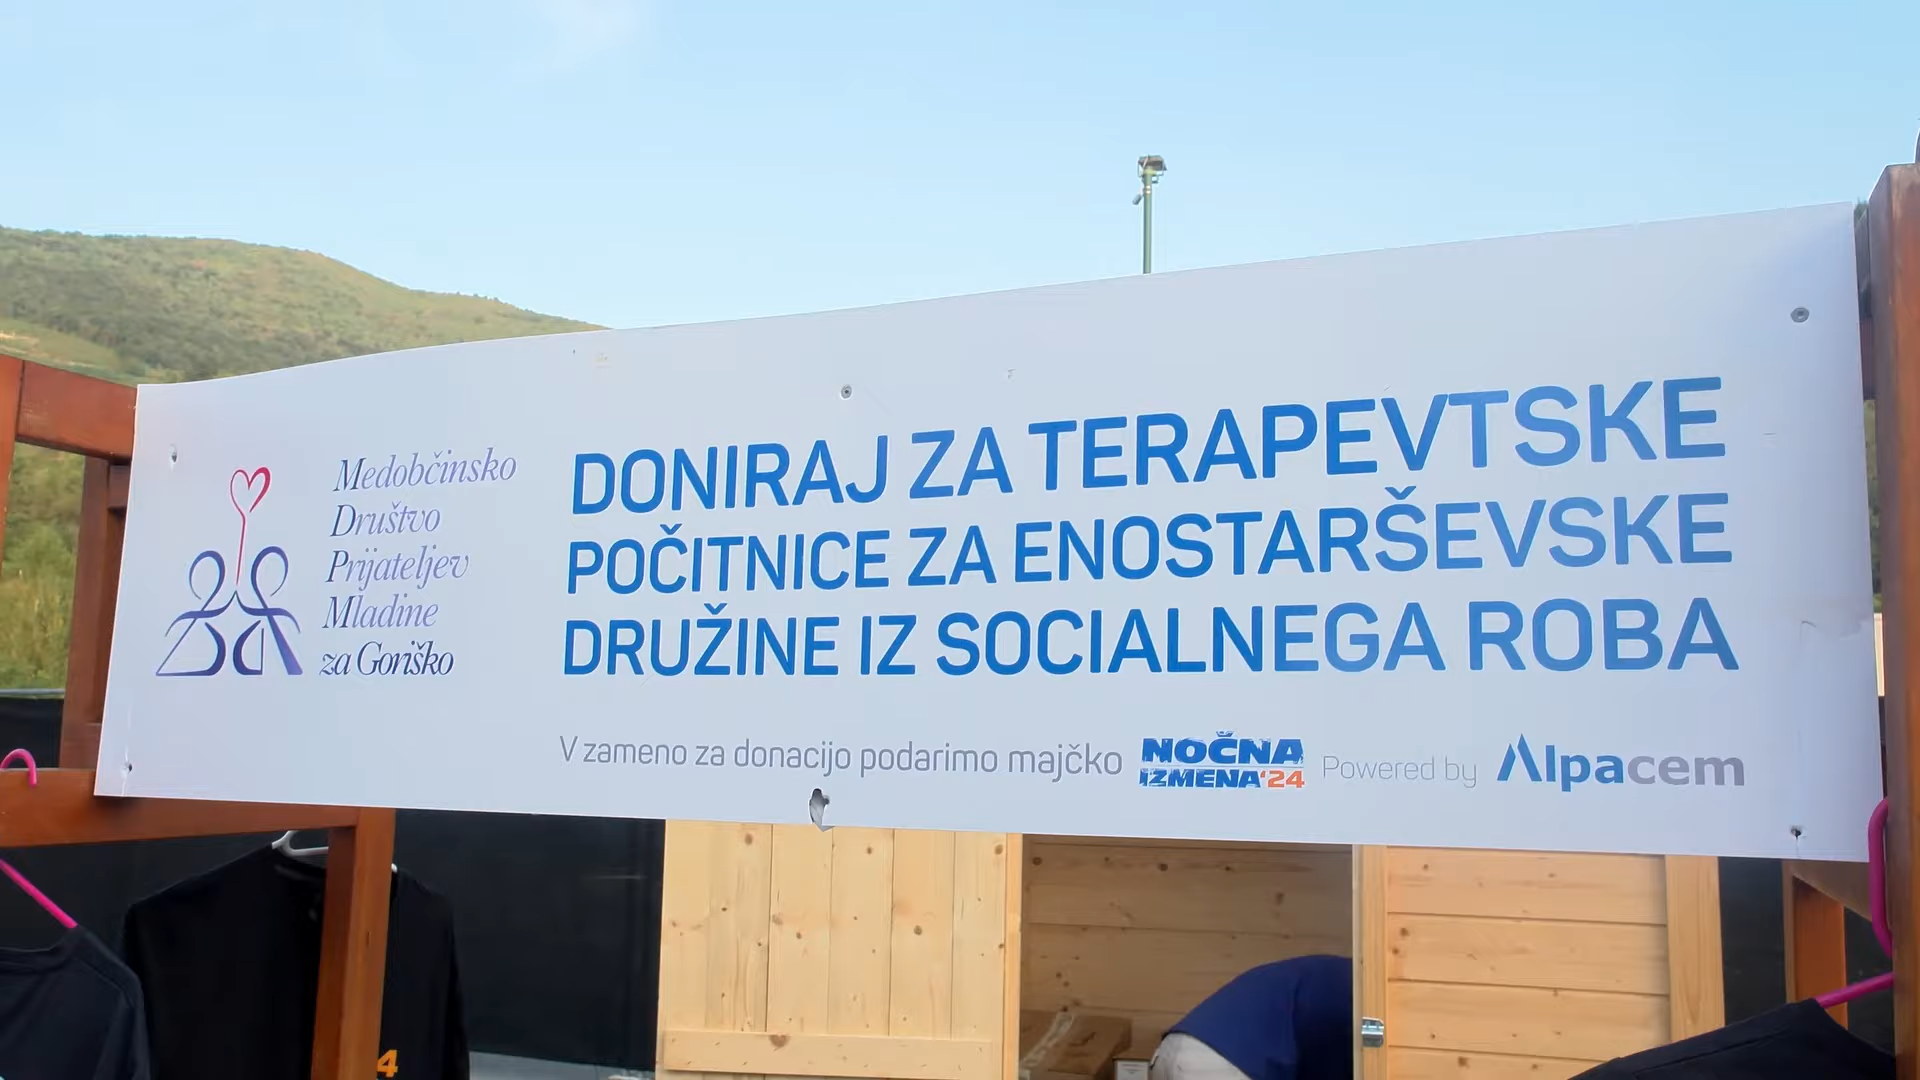 Medobčinsko
Društvo
Prijateljev
Mladine
za Goriško
DONIRAJ ZA TERAPEVTSKE
POČITNICE ZA ENOSTARŠEVSKE
DRUŽINE IZ SOCIALNEGA ROBA
V zameno za donacijo podarimo majčko NOČNA IZMENA'24 Powered by Alpacem
4